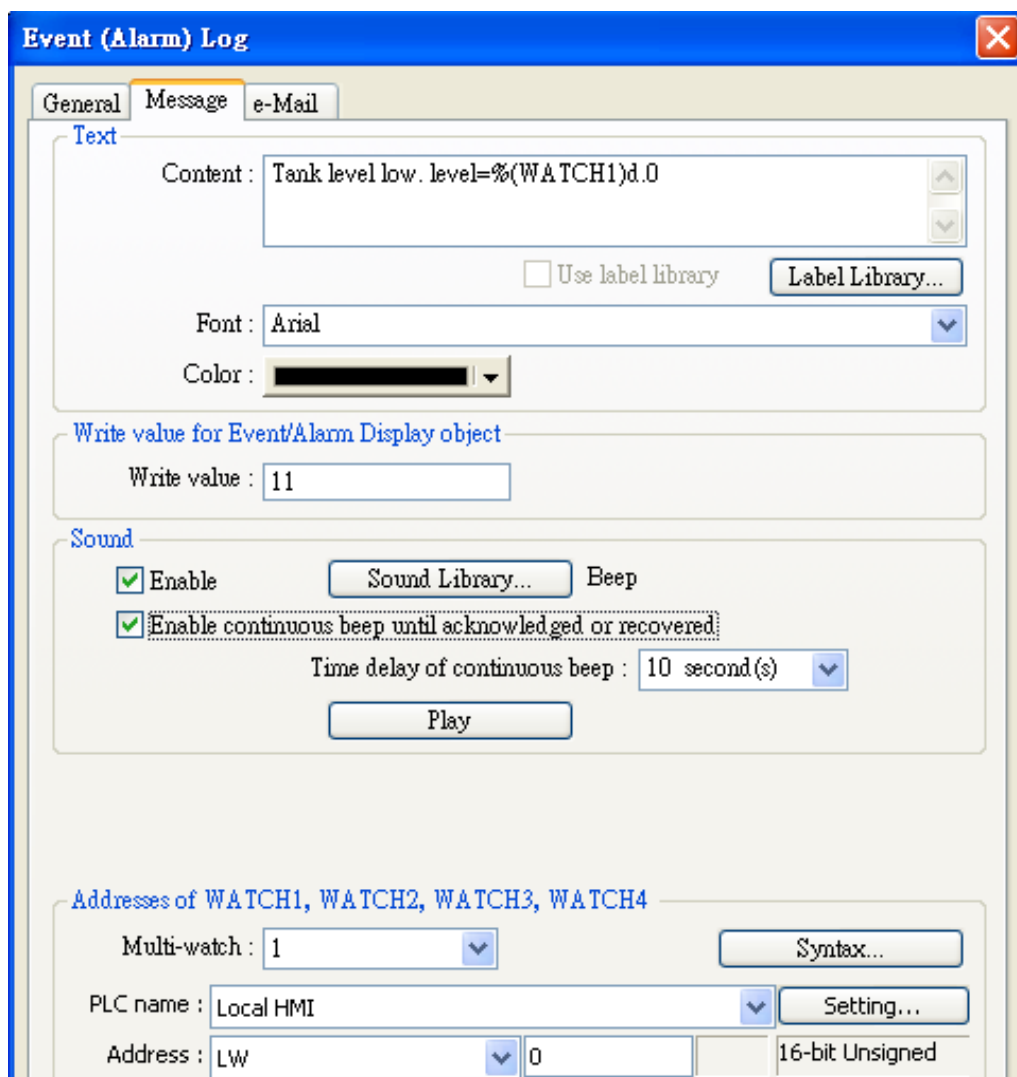 Event (Alarm) Log
General Message e-Mail
Text
Content : Tank level low. level=%(WATCH1)d.0
Use label library Label Library...
Font : Arial
Color :
Write value for Event/Alarm Display object
Write value : 11
Sound
Enable Sound Library... Beep
Enable continuous beep until acknowledged or recovered
Time delay of continuous beep : 10 second(s)
Play
Addresses of WATCH1, WATCH2, WATCH3, WATCH4
Multi-watch : 1 Syntax...
PLC name : Local HMI Setting...
Address : LW 0 16-bit Unsigned